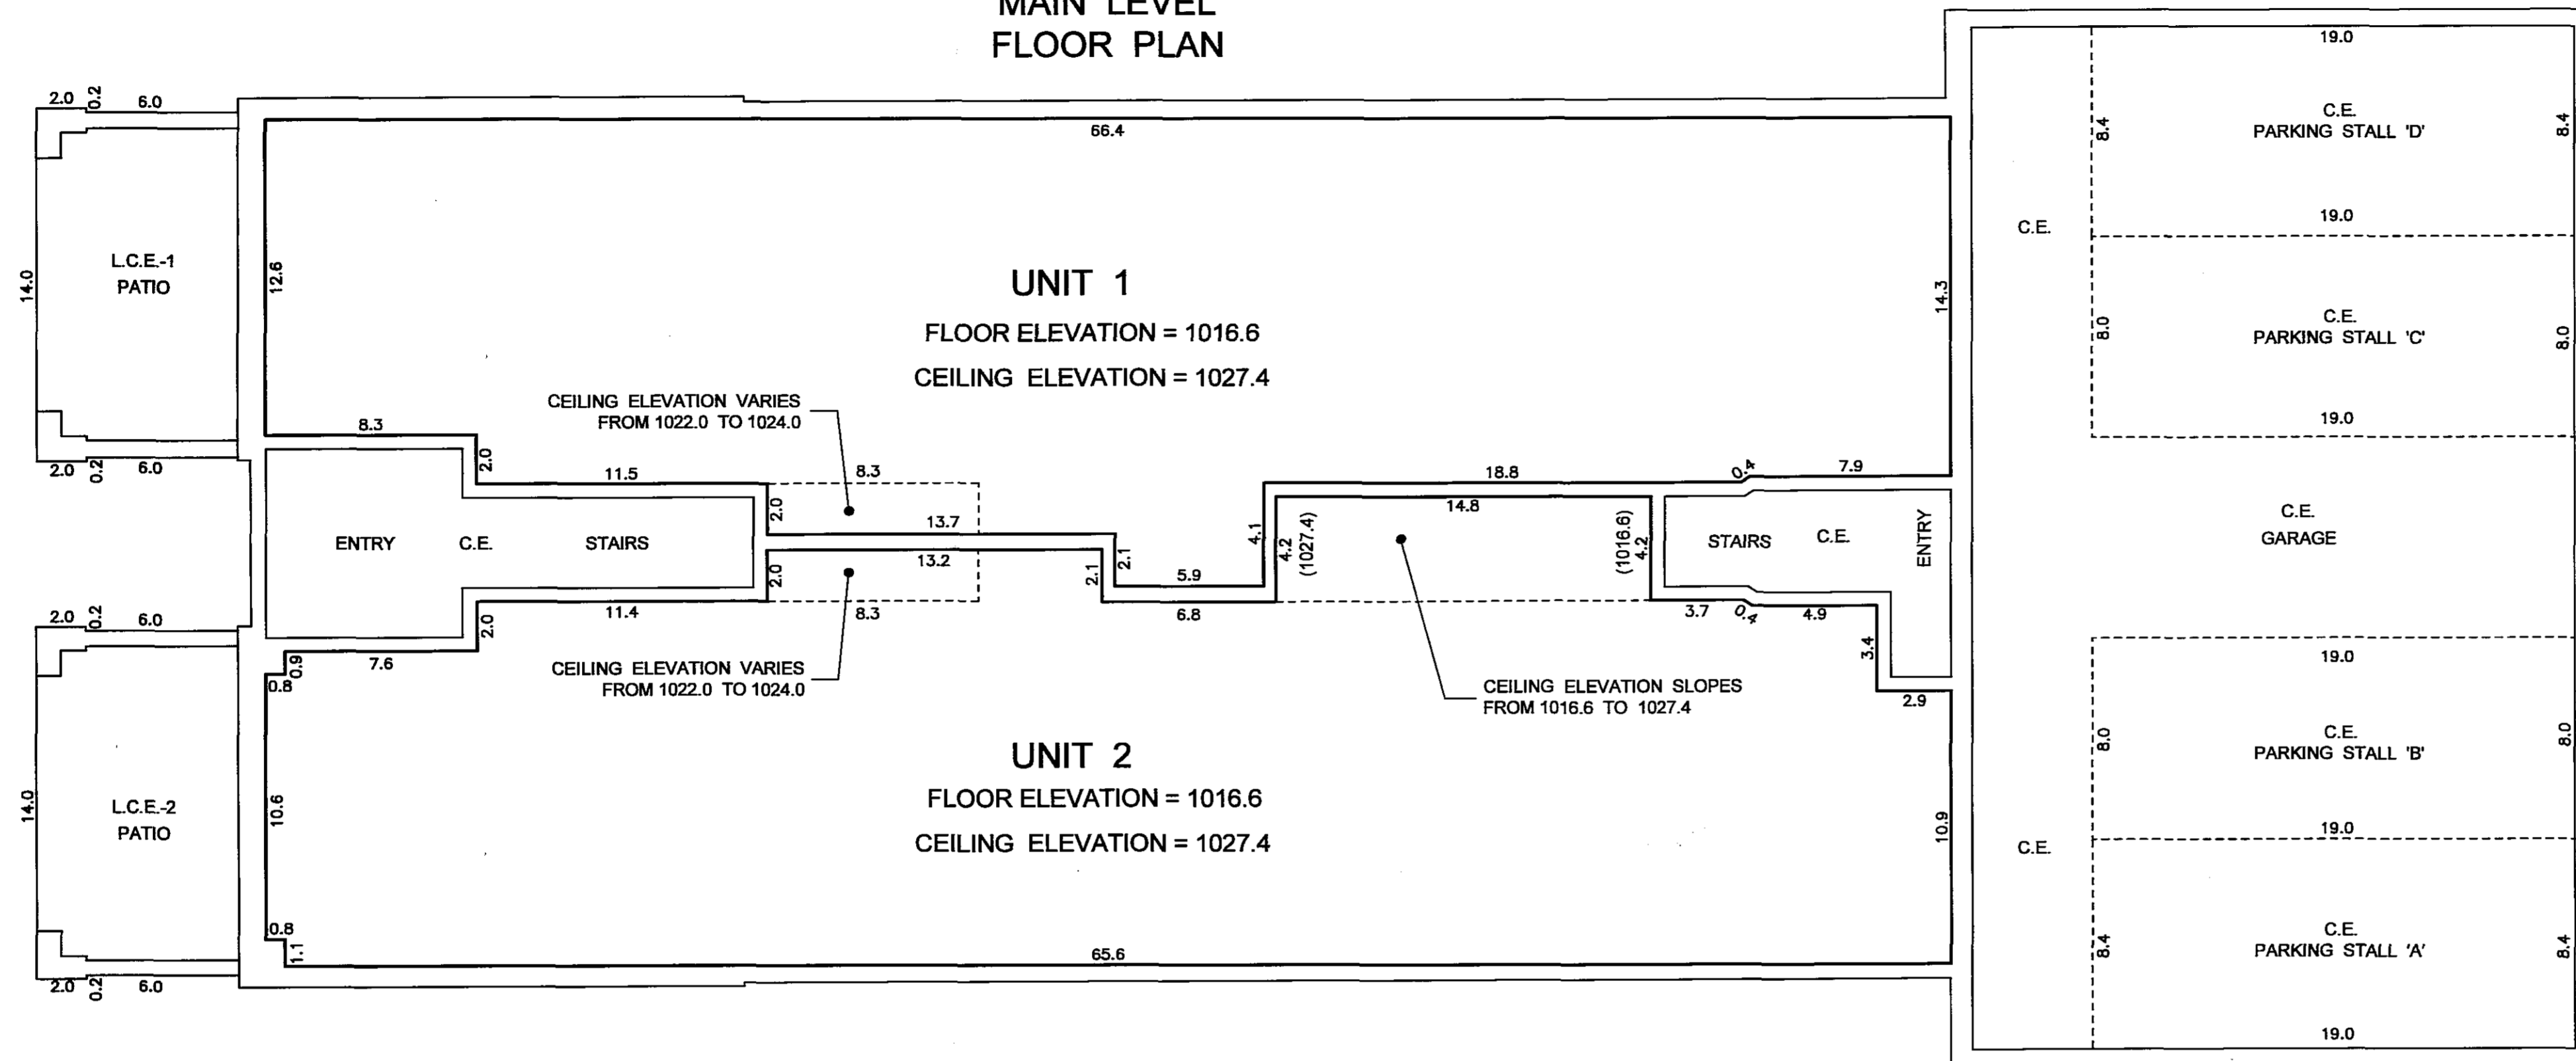 MAIN LEVEL
FLOOR PLAN
2.0
0.2
6.0
14.0
L.C.E.-1
PATIO
2.0
0.2
6.0
66.4
12.6
14.3
UNIT 1
FLOOR ELEVATION = 1016.6
CEILING ELEVATION = 1027.4
CEILING ELEVATION VARIES
FROM 1022.0 TO 1024.0
8.3
2.0
11.5
2.0
8.3
13.7
2.1
5.9
4.1
18.8
0.4
7.9
ENTRY
C.E.
STAIRS
13.2
2.0
8.3
2.1
6.8
4.2
(1027.4)
14.8
(1016.6)
4.2
STAIRS
C.E.
ENTRY
3.7
0.4
4.9
3.4
2.9
11.4
2.0
7.6
0.9
0.8
CEILING ELEVATION VARIES
FROM 1022.0 TO 1024.0
CEILING ELEVATION SLOPES
FROM 1016.6 TO 1027.4
2.0
0.2
6.0
14.0
L.C.E.-2
PATIO
2.0
0.2
6.0
10.6
0.8
1.1
UNIT 2
FLOOR ELEVATION = 1016.6
CEILING ELEVATION = 1027.4
10.9
65.6
19.0
8.4
C.E.
PARKING STALL 'D'
8.4
19.0
C.E.
8.0
C.E.
PARKING STALL 'C'
8.0
19.0
C.E.
GARAGE
19.0
8.0
C.E.
PARKING STALL 'B'
8.0
19.0
C.E.
8.4
C.E.
PARKING STALL 'A'
8.4
19.0